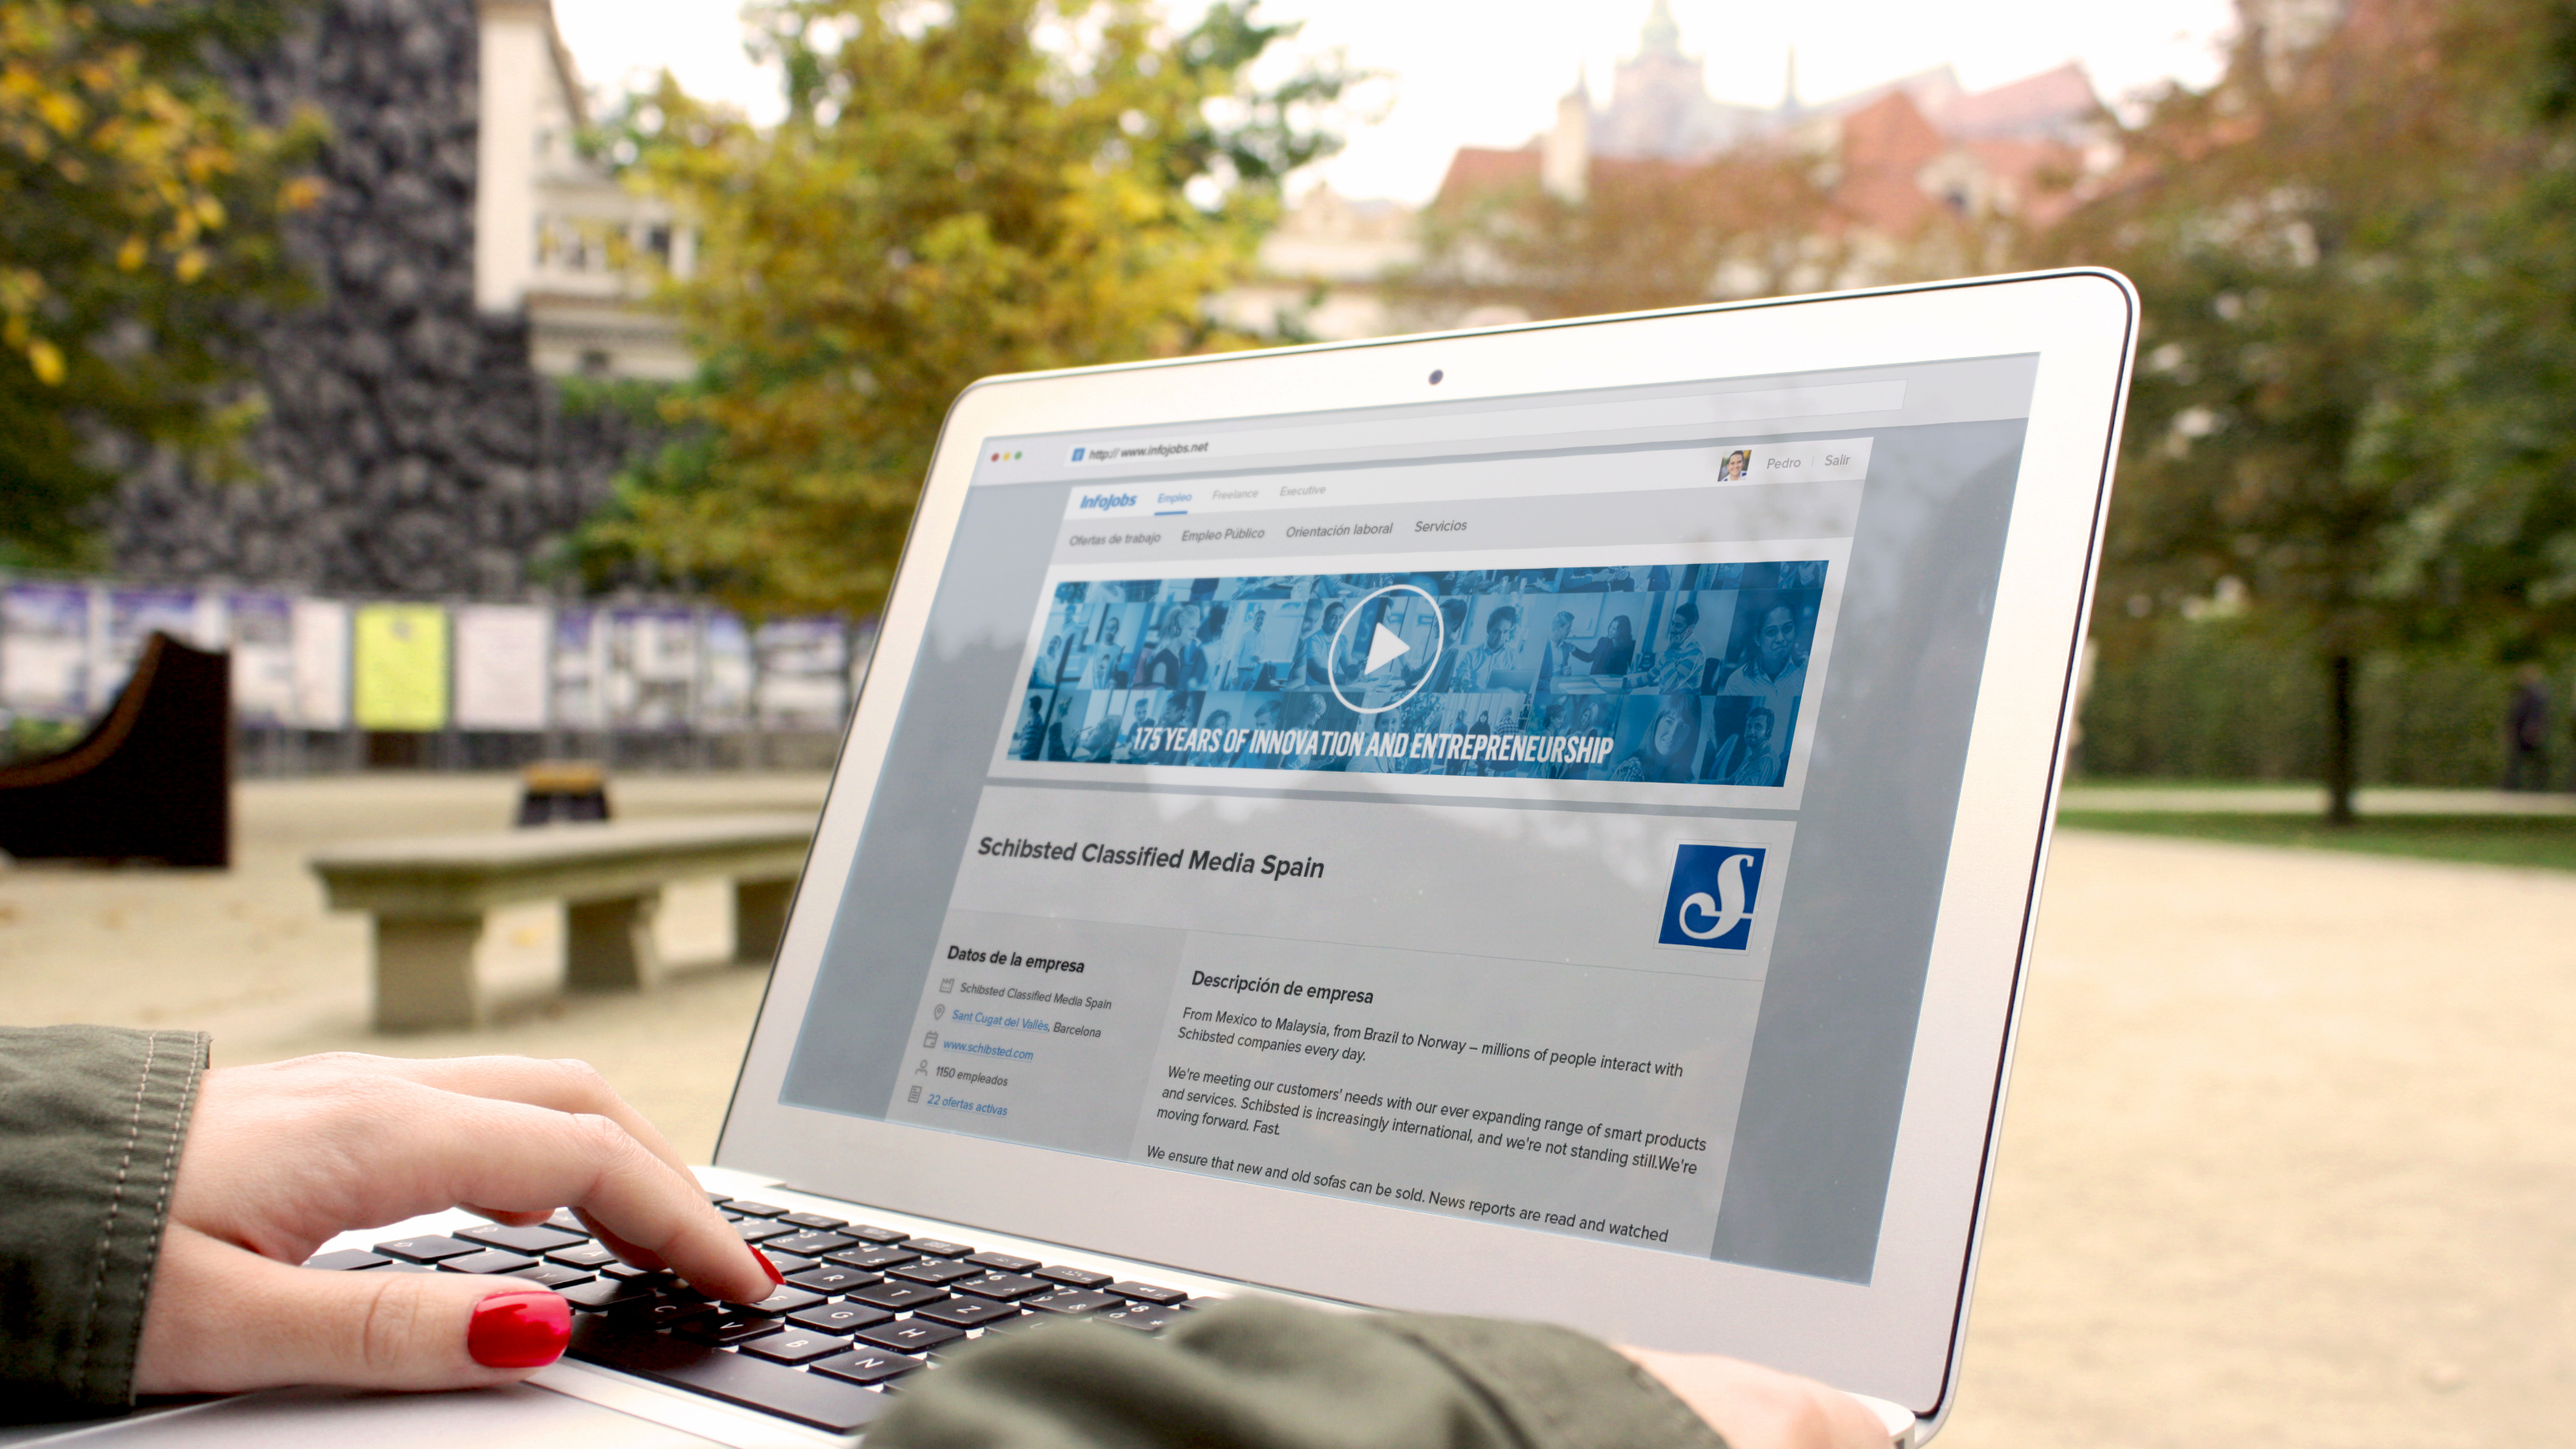 http:// www.infojobs.net
Pedro | Salir
InfoJobs Empleo Freelance Executive
Ofertas de trabajo Empleo Público Orientación laboral Servicios
175 YEARS OF INNOVATION AND ENTREPRENEURSHIP
Schibsted Classified Media Spain
S
Datos de la empresa
Schibsted Classified Media Spain
Sant Cugat del Vallès, Barcelona
www.schibsted.com
1150 empleados
22 ofertas activas
Descripción de empresa
From Mexico to Malaysia, from Brazil to Norway – millions of people interact with
Schibsted companies every day.
We're meeting our customers' needs with our ever expanding range of smart products
and services. Schibsted is increasingly international, and we're not standing still.We're
moving forward. Fast.
We ensure that new and old sofas can be sold. News reports are read and watched
R T Z
F G H
C V B N